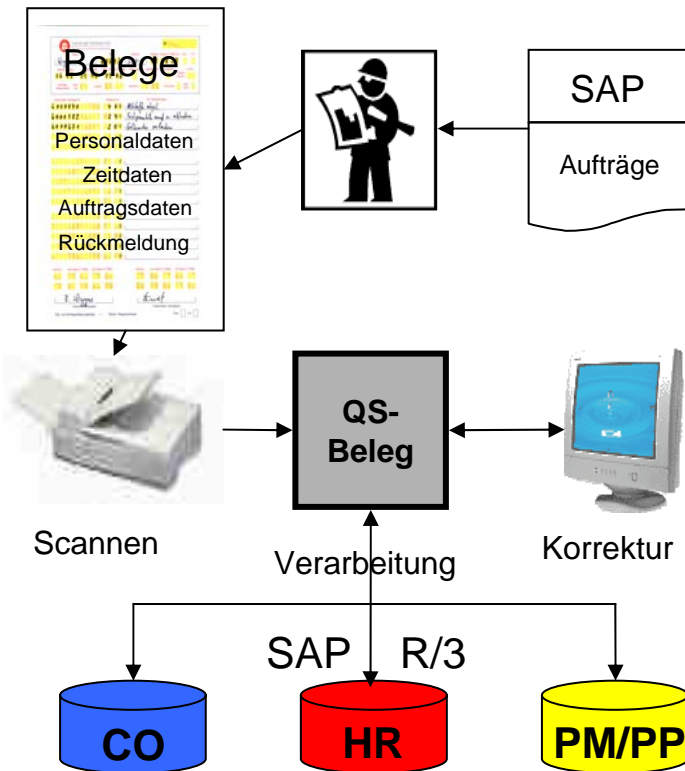 Belege
SAP
Aufträge
Personaldaten
Zeitdaten
Auftragsdaten
Rückmeldung
QS-
Beleg
Scannen
Verarbeitung
Korrektur
SAP R/3
CO
HR
PM/PP